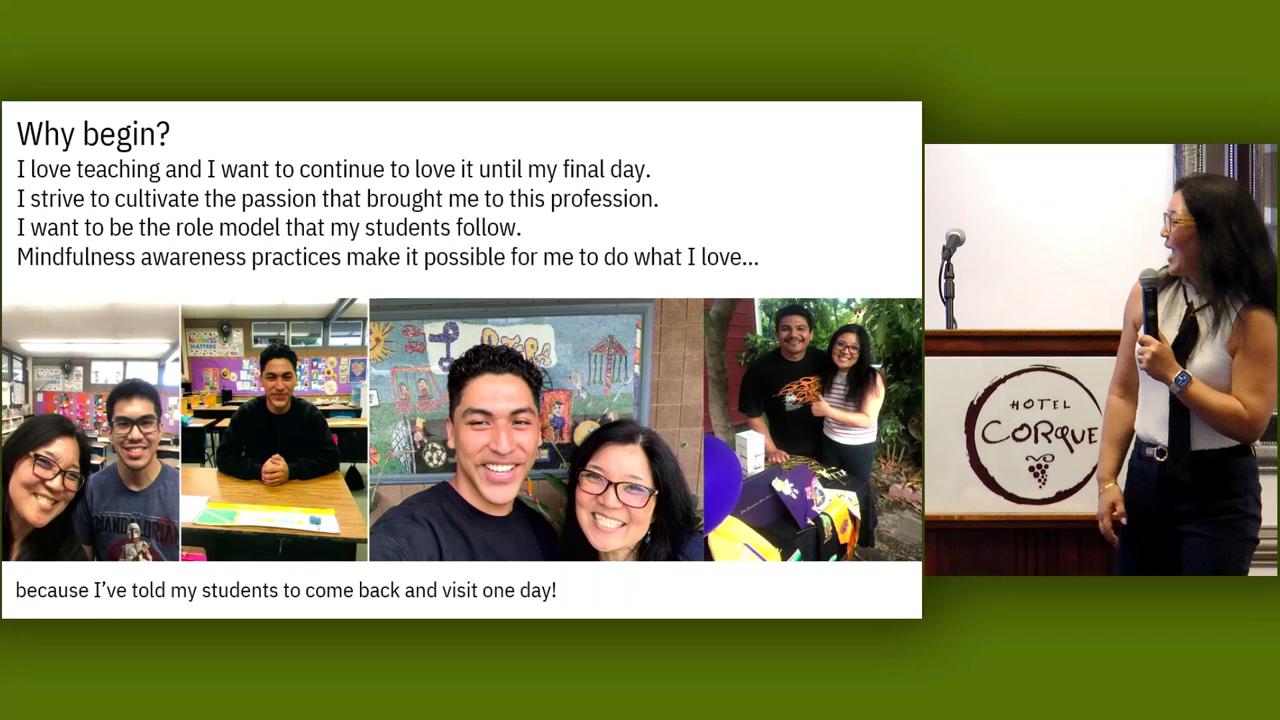 Why begin?
I love teaching and I want to continue to love it until my final day.
I strive to cultivate the passion that brought me to this profession.
I want to be the role model that my students follow.
Mindfulness awareness practices make it possible for me to do what I love...
KINDNESS
MATTERS
MANDALORIA
because I’ve told my students to come back and visit one day!
HOTEL
CORQUE